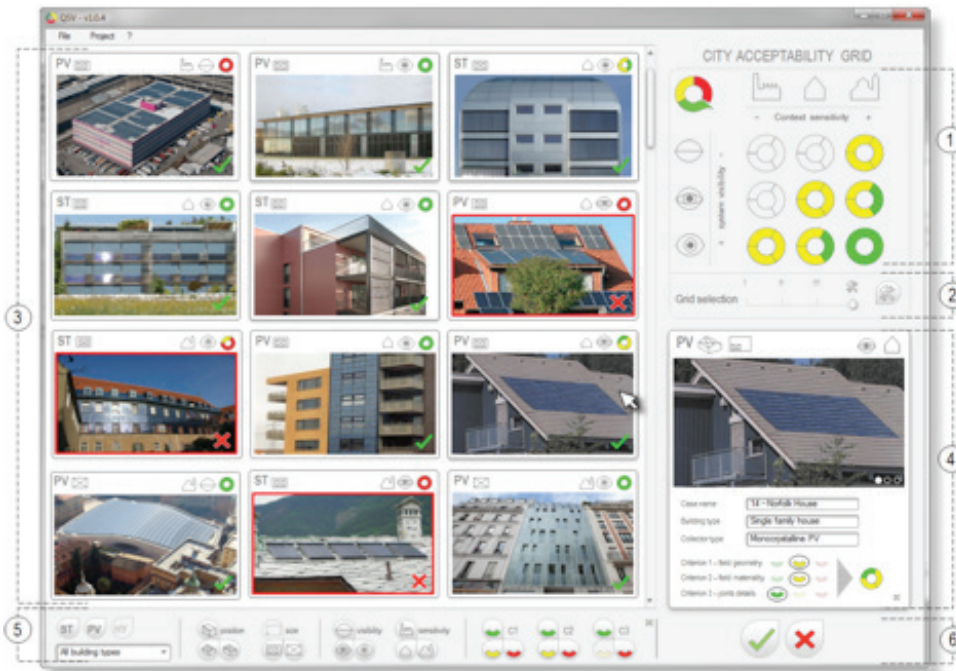 QSV - v1.0.4
File Project ?
PV
PV
ST
ST
ST
PV
ST
PV
PV
PV
ST
PV
CITY ACCEPTABILITY GRID
- Context sensitivity +
+ system visibility -
Grid selection
PV
Case name 14 - Norfolk House
Building type Single family house
Collector type Monocrystalline PV
Criterion 1 - field geometry
Criterion 2 - field materiality
Criterion 3 - joints details
ST PV
All building types
position
size
visibility
sensitivity
C1
C2
C3
1
2
3
4
5
6